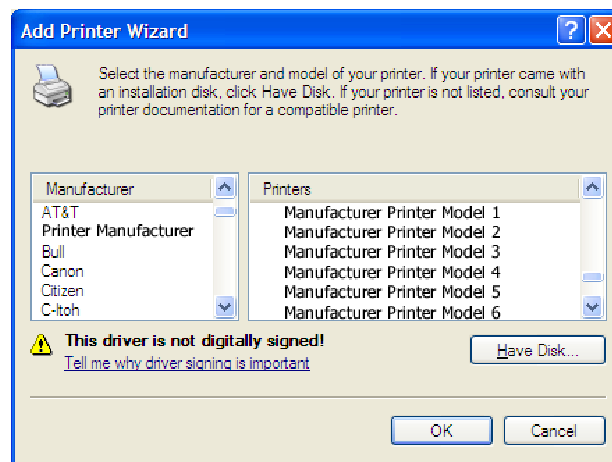 Add Printer Wizard
Select the manufacturer and model of your printer. If your printer came with
an installation disk, click Have Disk. If your printer is not listed, consult your
printer documentation for a compatible printer.
Manufacturer
AT&T
Printer Manufacturer
Bull
Canon
Citizen
C-Itoh
Printers
Manufacturer Printer Model 1
Manufacturer Printer Model 2
Manufacturer Printer Model 3
Manufacturer Printer Model 4
Manufacturer Printer Model 5
Manufacturer Printer Model 6
This driver is not digitally signed!
Tell me why driver signing is important
Have Disk...
OK
Cancel